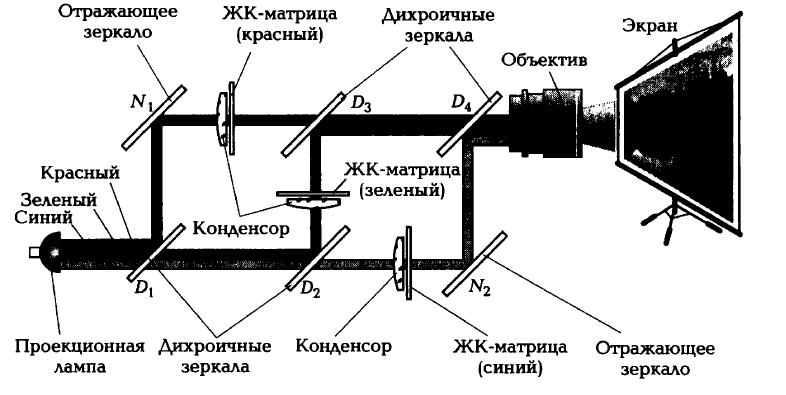 Отражающее
зеркало
ЖК-матрица
(красный)
Дихроичные
зеркала
Экран
Объектив
N1
D3
D4
Красный
Зеленый
Синий
ЖК-матрица
(зеленый)
Конденсор
D1
D2
N2
Проекционная
лампа
Дихроичные
зеркала
Конденсор
ЖК-матрица
(синий)
Отражающее
зеркало